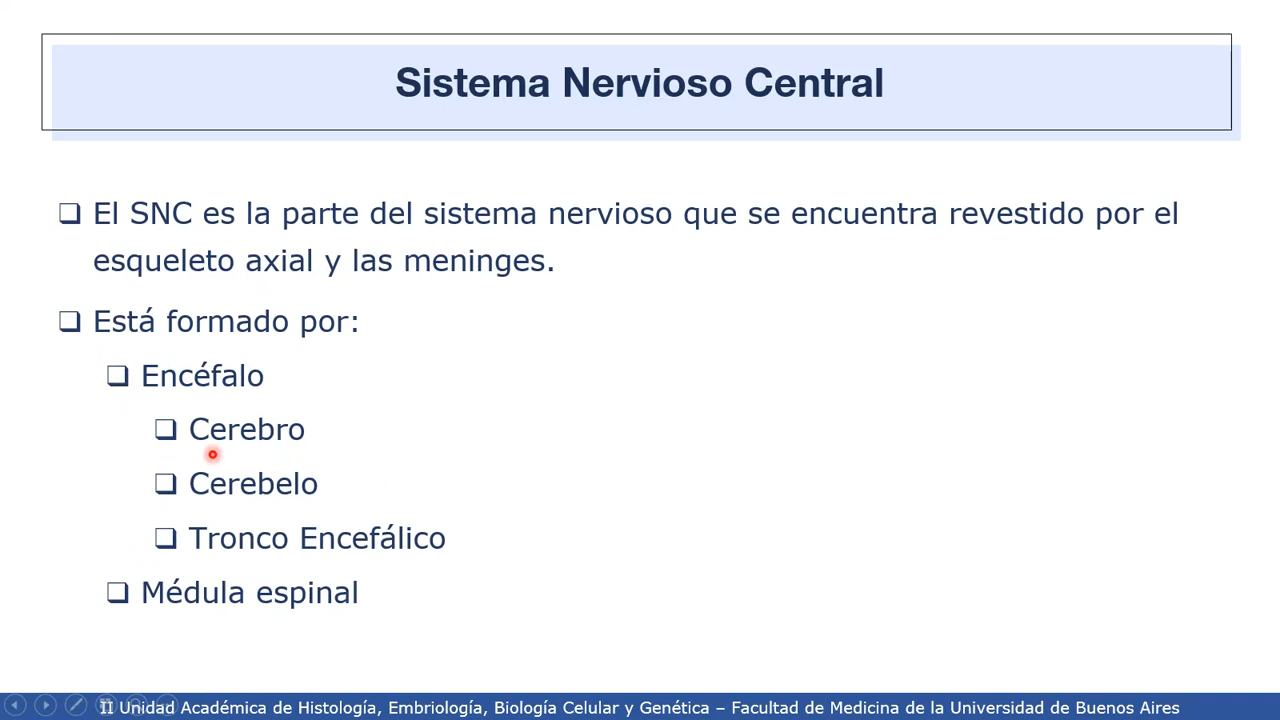 Sistema Nervioso Central
❑ El SNC es la parte del sistema nervioso que se encuentra revestido por el
esqueleto axial y las meninges.
❑ Está formado por:
❑ Encéfalo
❑ Cerebro
❑ Cerebelo
❑ Tronco Encefálico
❑ Médula espinal
II Unidad Académica de Histología, Embriología, Biología Celular y Genética – Facultad de Medicina de la Universidad de Buenos Aires